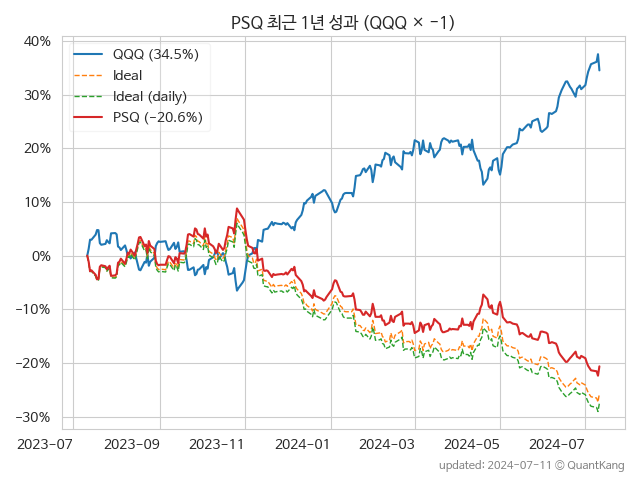 PSQ 최근 1년 성과 (QQQ × −1)
40%
30%
20%
10%
0%
−10%
−20%
−30%
QQQ (34.5%)
Ideal
Ideal (daily)
PSQ (−20.6%)
2023-07 2023-09 2023-11 2024-01 2024-03 2024-05 2024-07
updated: 2024-07-11 © QuantKang